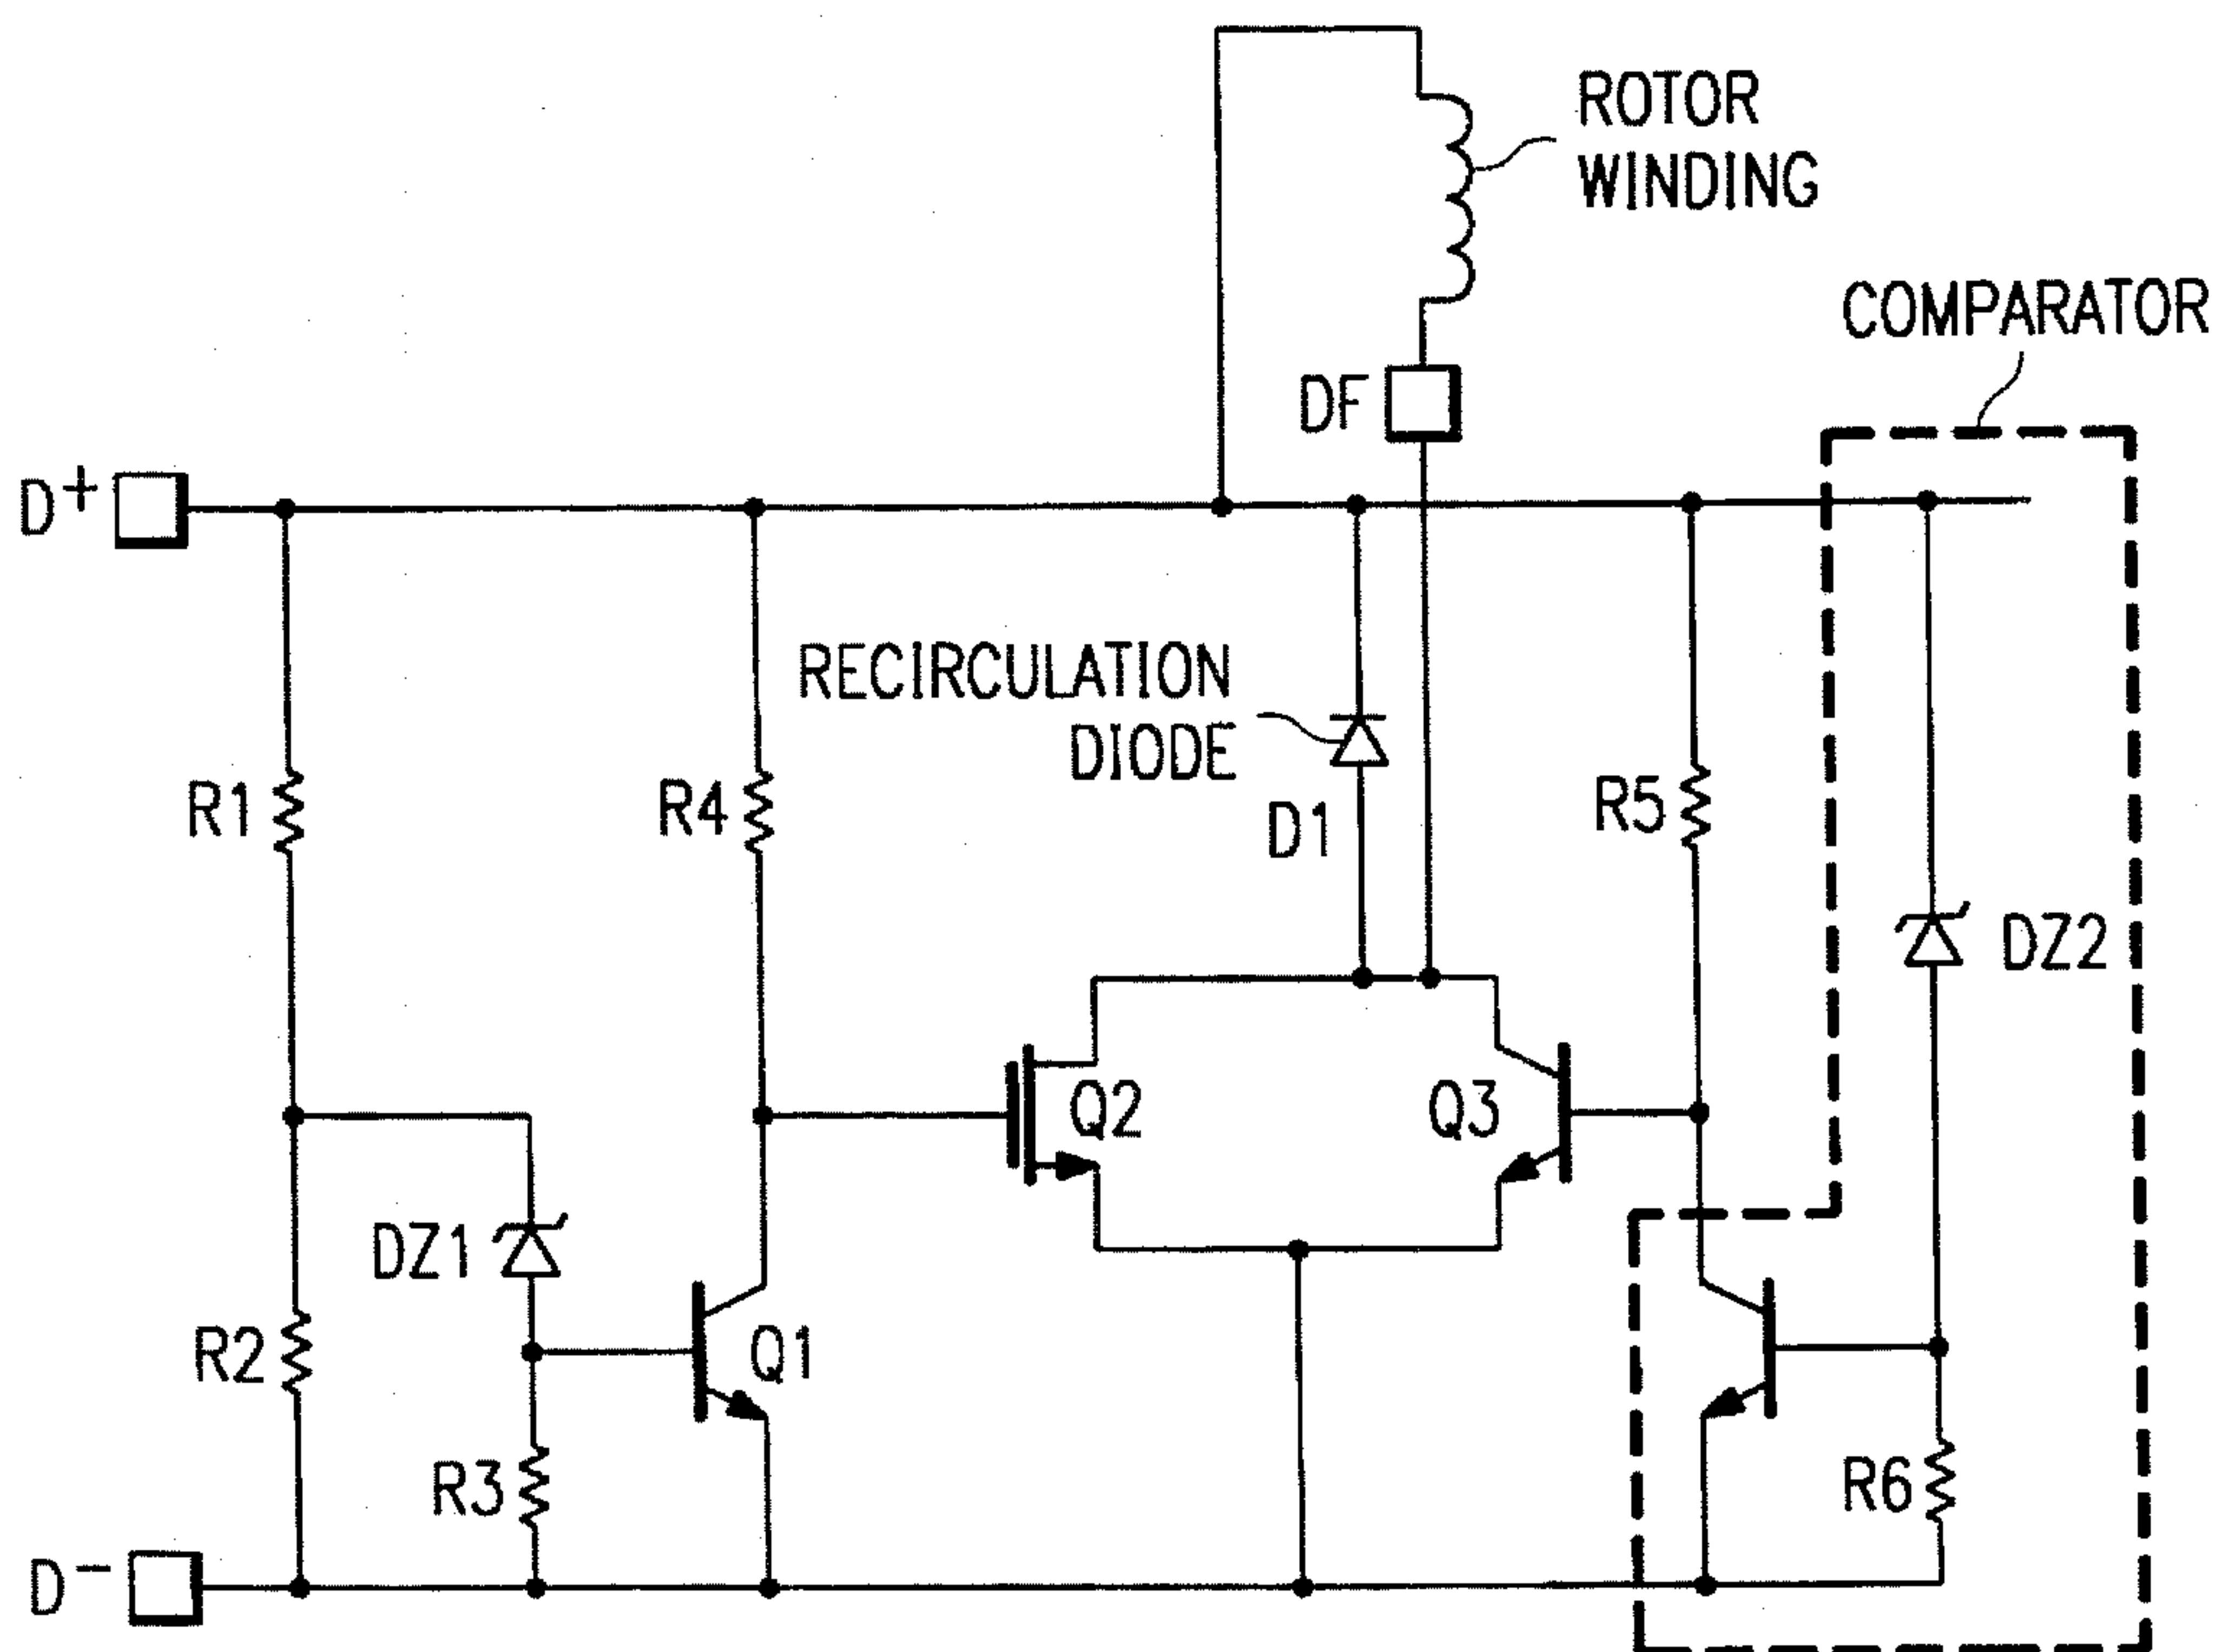 ROTOR
WINDING
COMPARATOR
DF
D+
RECIRCULATION
DIODE
R1
R4
D1
R5
DZ2
Q2
Q3
DZ1
R2
Q1
R3
R6
D-